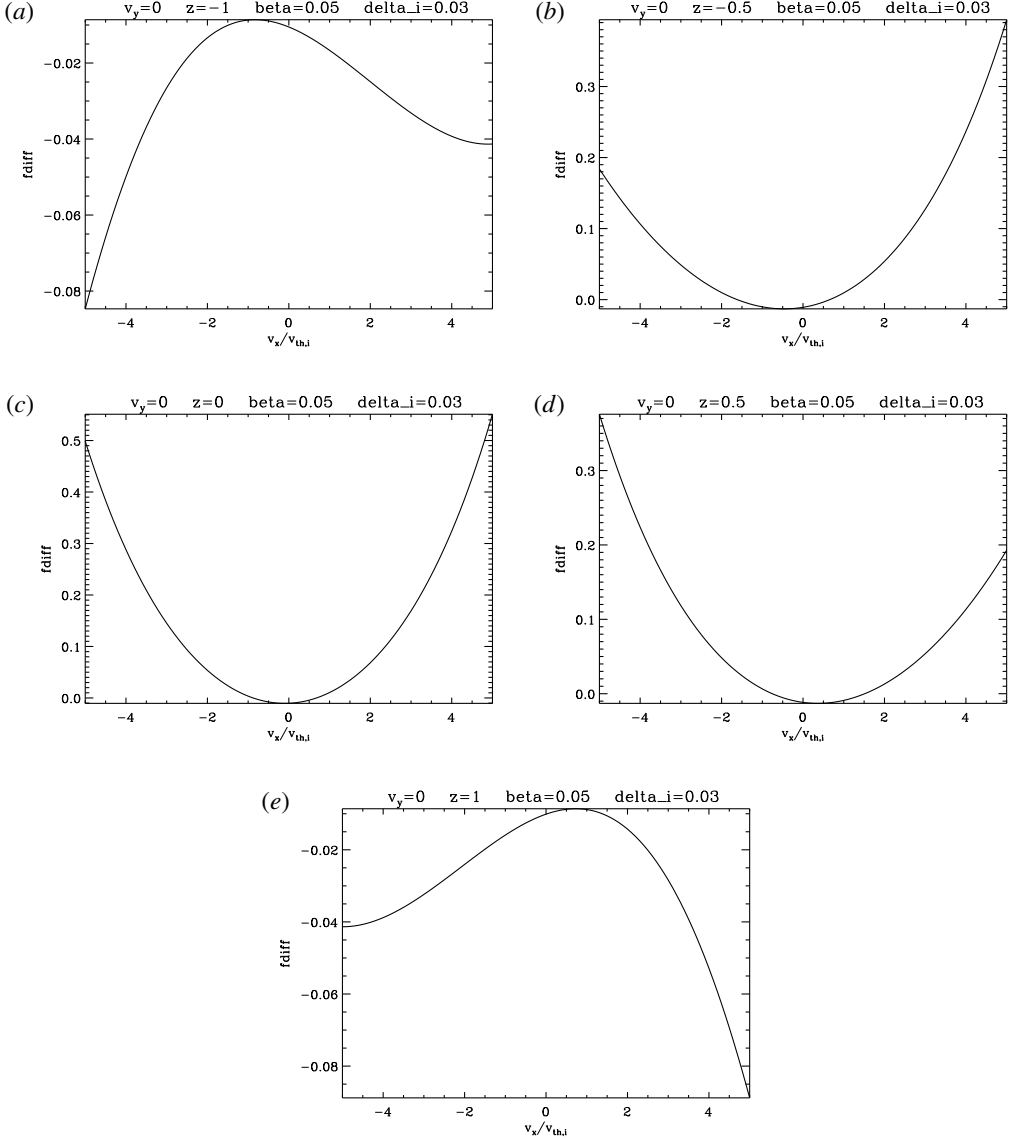 (a)
v_y=0 z=−1 beta=0.05 delta_i=0.03
−0.02
−0.04
−0.06
−0.08
fdiff
−4 −2 0 2 4
v_x/v_th,i
(b)
v_y=0 z=−0.5 beta=0.05 delta_i=0.03
0.3
0.2
0.1
0.0
fdiff
−4 −2 0 2 4
v_x/v_th,i
(c)
v_y=0 z=0 beta=0.05 delta_i=0.03
0.5
0.4
0.3
0.2
0.1
0.0
fdiff
−4 −2 0 2 4
v_x/v_th,i
(d)
v_y=0 z=0.5 beta=0.05 delta_i=0.03
0.3
0.2
0.1
0.0
fdiff
−4 −2 0 2 4
v_x/v_th,i
(e)
v_y=0 z=1 beta=0.05 delta_i=0.03
−0.02
−0.04
−0.06
−0.08
fdiff
−4 −2 0 2 4
v_x/v_th,i